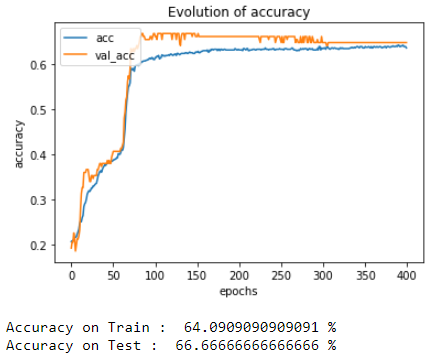 Evolution of accuracy
acc
val_acc
accuracy
0.6
0.5
0.4
0.3
0.2
0 50 100 150 200 250 300 350 400
epochs
Accuracy on Train :  64.0909090909091 %
Accuracy on Test :  66.66666666666666 %